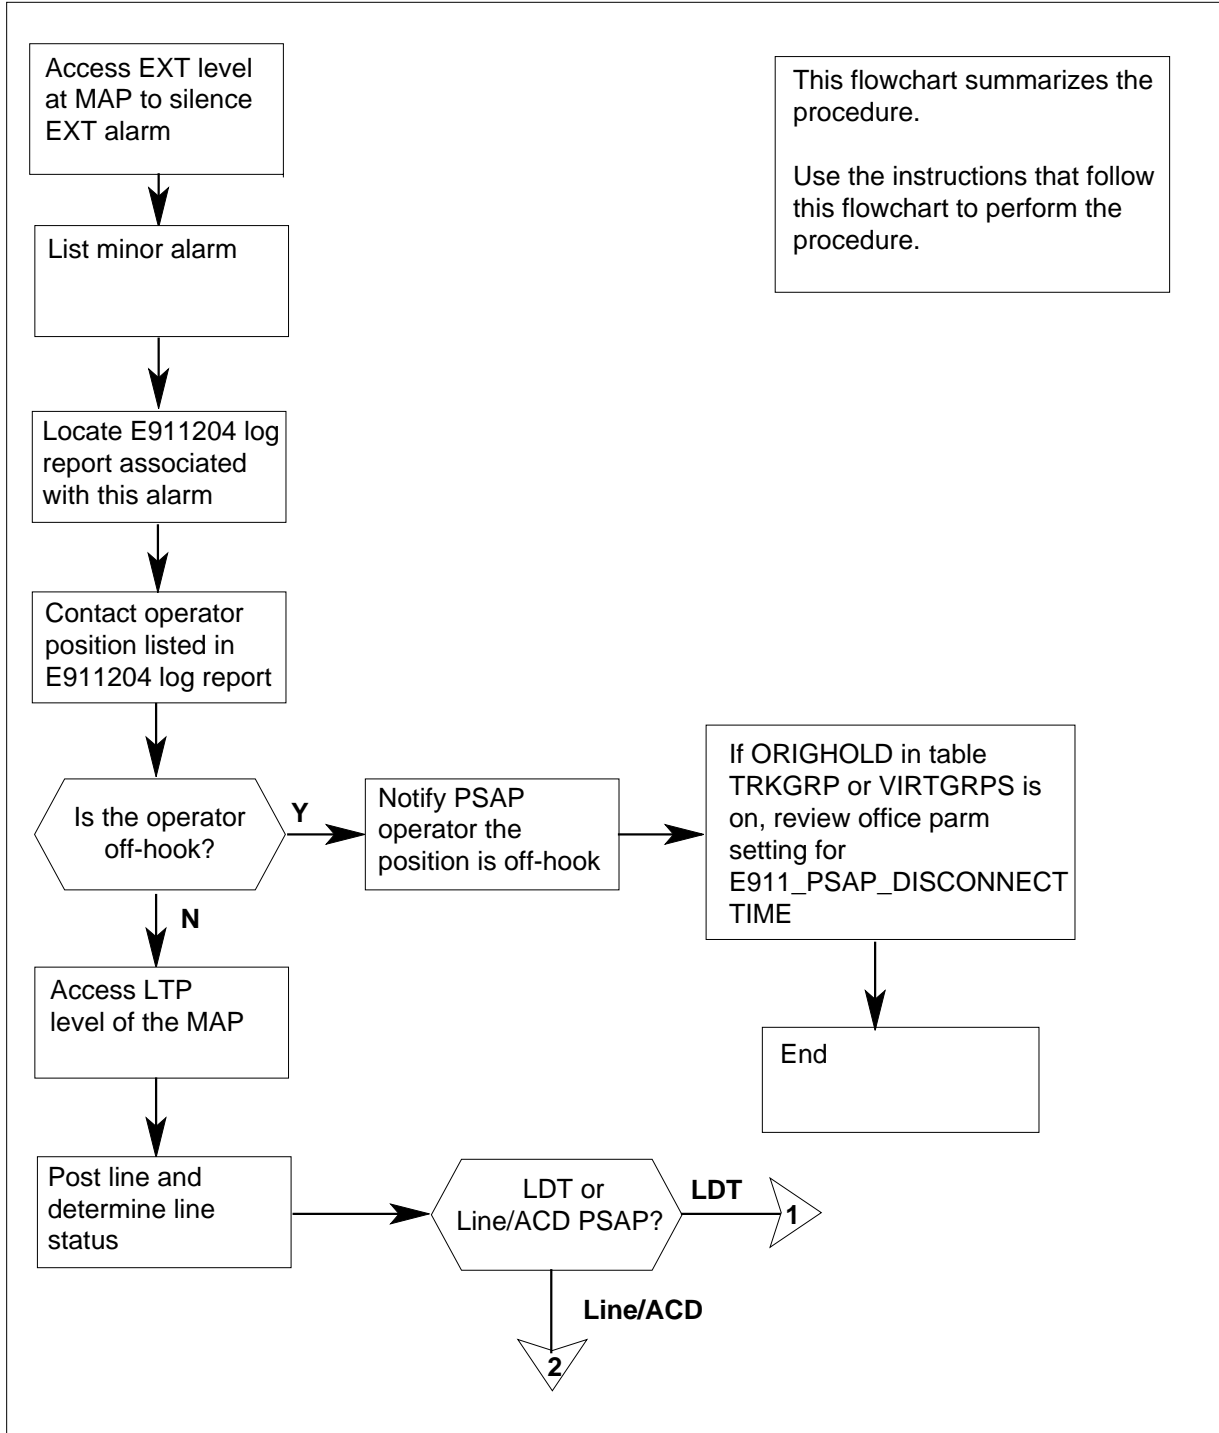 Access EXT level
at MAP to silence
EXT alarm
This flowchart summarizes the
procedure.
Use the instructions that follow
this flowchart to perform the
procedure.
List minor alarm
Locate E911204 log
report associated
with this alarm
Contact operator
position listed in
E911204 log report
Is the operator
off-hook?
Y
Notify PSAP
operator the
position is off-hook
If ORIGHOLD in table
TRKGRP or VIRTGRPS is
on, review office parm
setting for
E911_PSAP_DISCONNECT
TIME
N
Access LTP
level of the MAP
End
Post line and
determine line
status
LDT or
Line/ACD PSAP?
LDT
1
Line/ACD
2